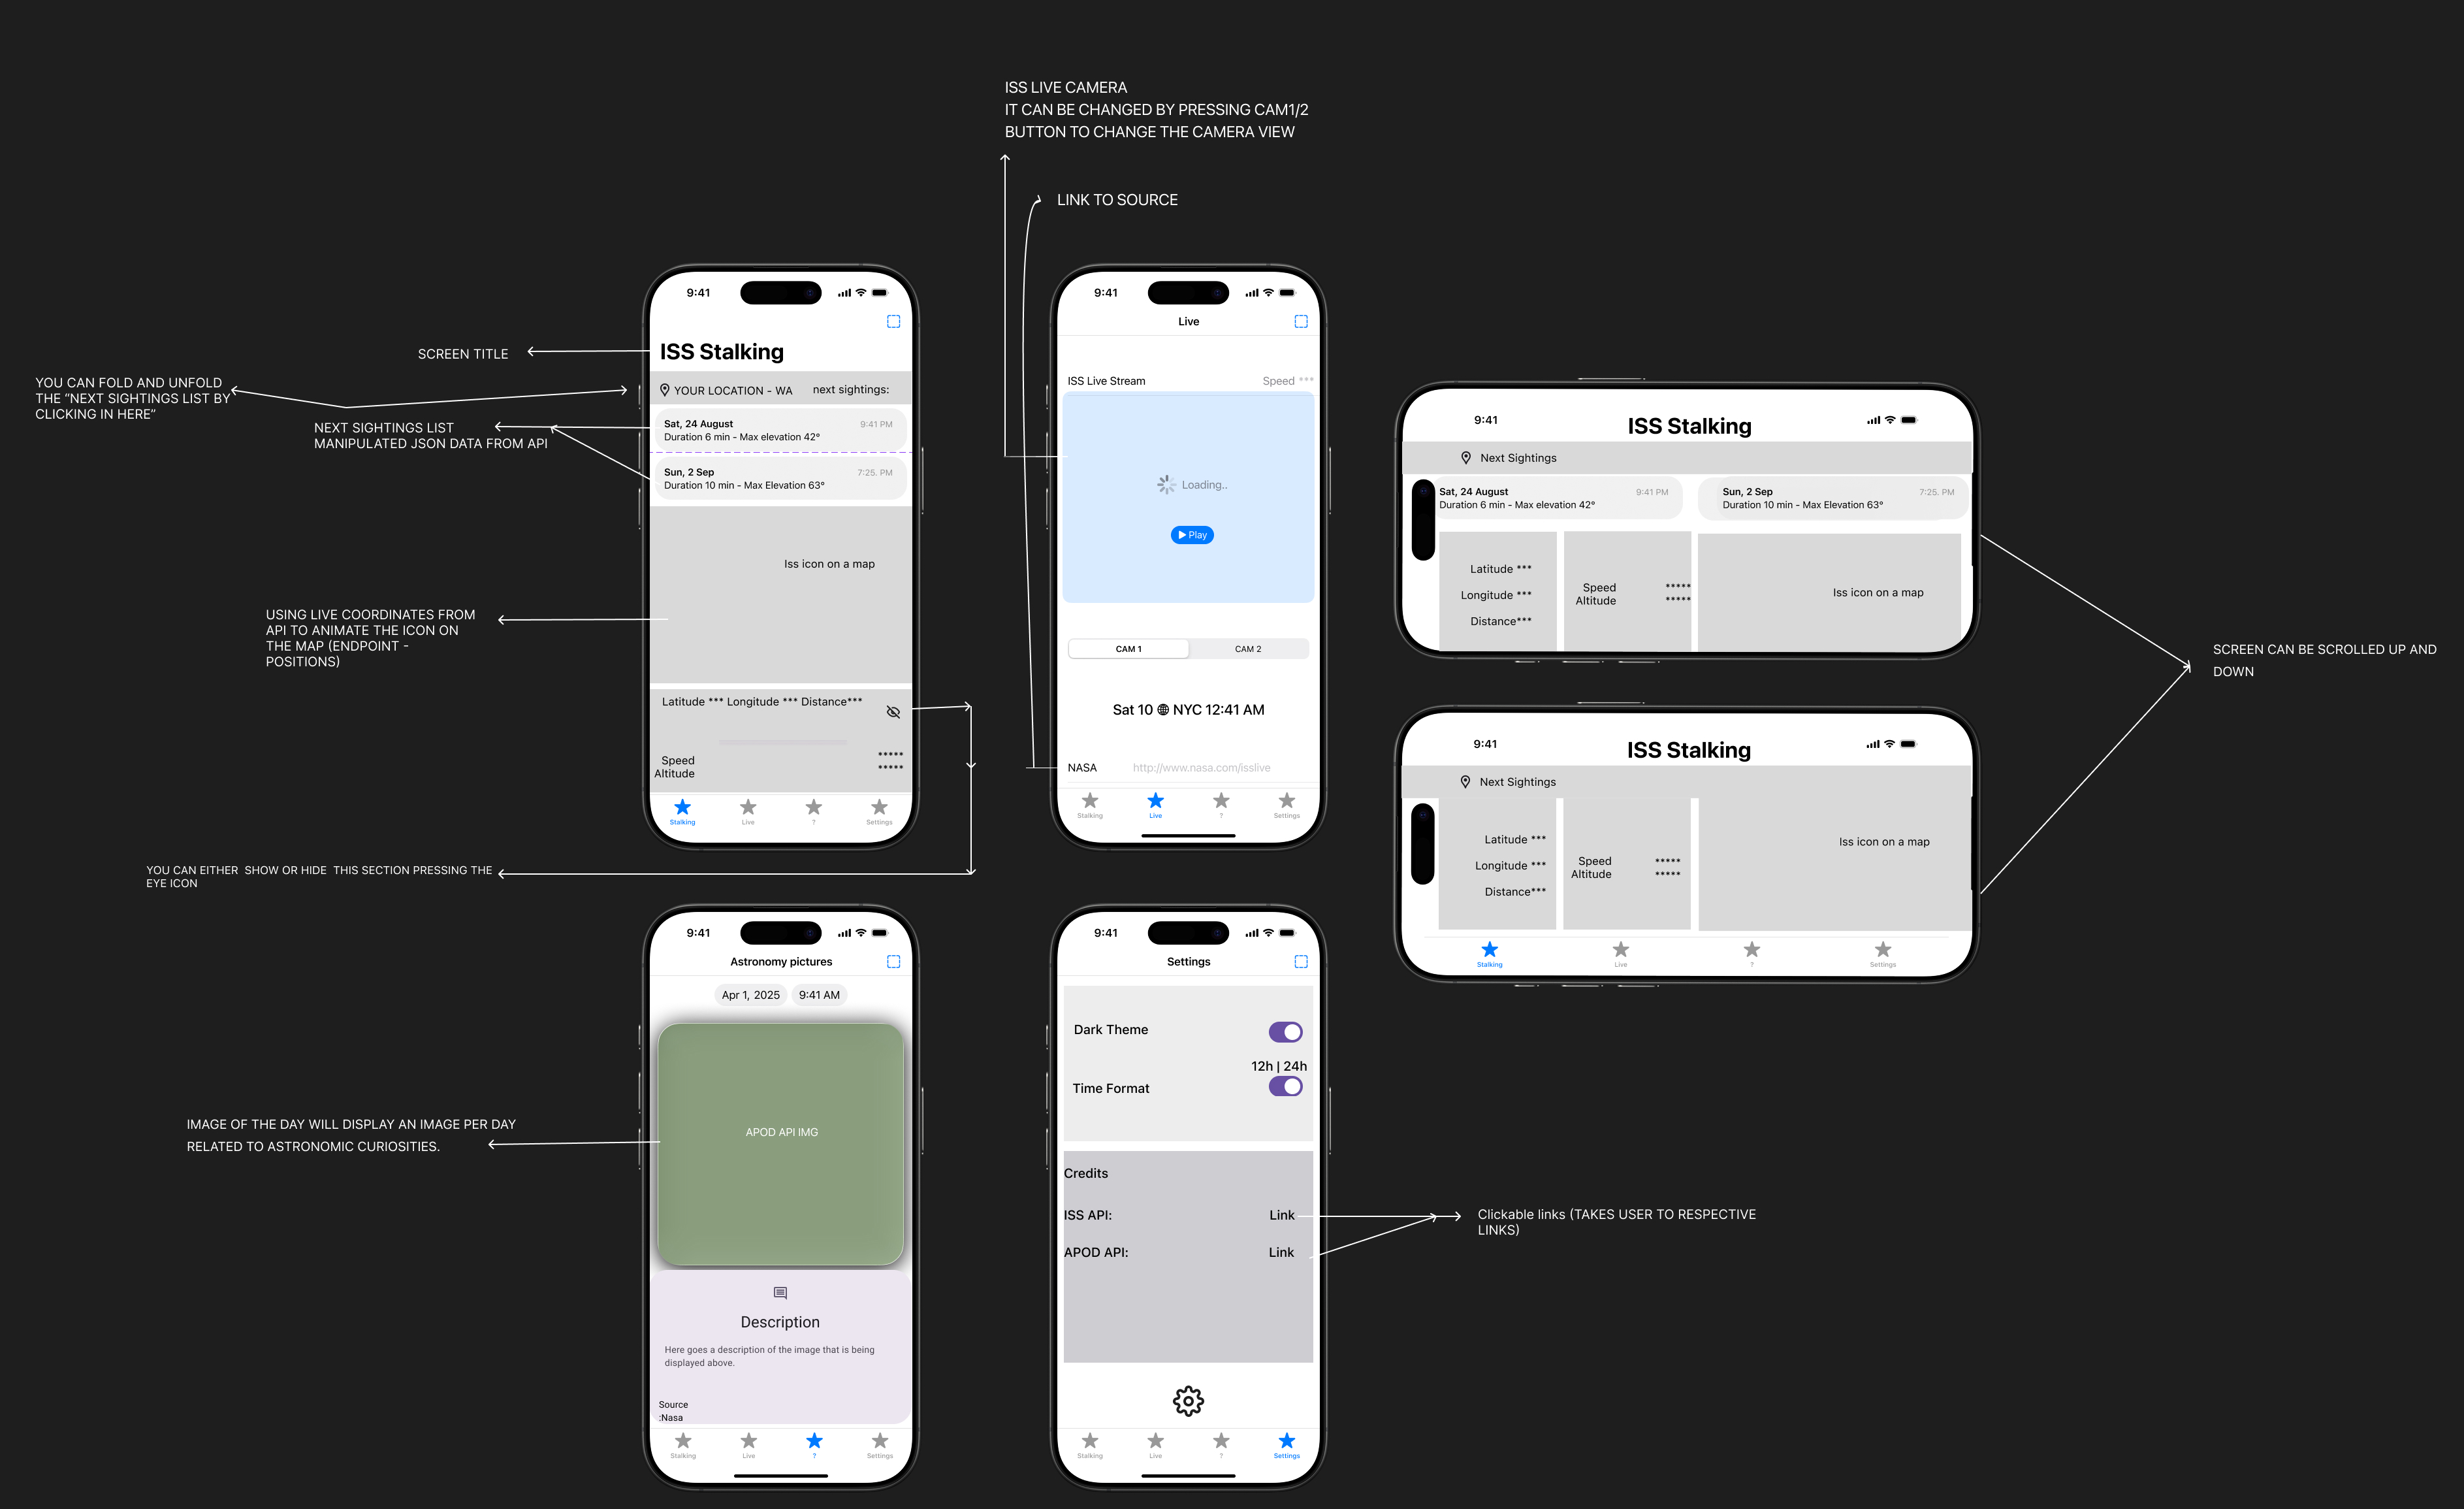 ISS LIVE CAMERA
IT CAN BE CHANGED BY PRESSING CAM1/2
BUTTON TO CHANGE THE CAMERA VIEW
LINK TO SOURCE
SCREEN TITLE
YOU CAN FOLD AND UNFOLD
THE “NEXT SIGHTINGS LIST BY
CLICKING IN HERE”
NEXT SIGHTINGS LIST
MANIPULATED JSON DATA FROM API
USING LIVE COORDINATES FROM
API TO ANIMATE THE ICON ON
THE MAP (ENDPOINT -
POSITIONS)
YOU CAN EITHER SHOW OR HIDE THIS SECTION PRESSING THE
EYE ICON
9:41
ISS Stalking
YOUR LOCATION - WA next sightings:
Sat, 24 August 9:41 PM
Duration 6 min - Max elevation 42°
Sun, 2 Sep 7:25. PM
Duration 10 min - Max Elevation 63°
Iss icon on a map
Latitude *** Longitude *** Distance***
Speed *****
Altitude *****
Stalking Live ? Settings
9:41
Live
ISS Live Stream Speed ***
Loading..
Play
CAM 1 CAM 2
Sat 10 NYC 12:41 AM
NASA http://www.nasa.com/isslive
Stalking Live ? Settings
9:41 ISS Stalking
Next Sightings
Sat, 24 August 9:41 PM
Duration 6 min - Max elevation 42°
Sun, 2 Sep 7:25. PM
Duration 10 min - Max Elevation 63°
Latitude ***
Longitude ***
Distance***
Speed *****
Altitude *****
Iss icon on a map
SCREEN CAN BE SCROLLED UP AND
DOWN
9:41 ISS Stalking
Next Sightings
Latitude ***
Longitude ***
Distance***
Speed *****
Altitude *****
Iss icon on a map
Stalking Live ? Settings
IMAGE OF THE DAY WILL DISPLAY AN IMAGE PER DAY
RELATED TO ASTRONOMIC CURIOSITIES.
9:41
Astronomy pictures
Apr 1, 2025 9:41 AM
APOD API IMG
Description
Here goes a description of the image that is being
displayed above.
Source
:Nasa
Stalking Live ? Settings
9:41
Settings
Dark Theme
12h | 24h
Time Format
Credits
ISS API: Link
APOD API: Link
Stalking Live ? Settings
Clickable links (TAKES USER TO RESPECTIVE
LINKS)